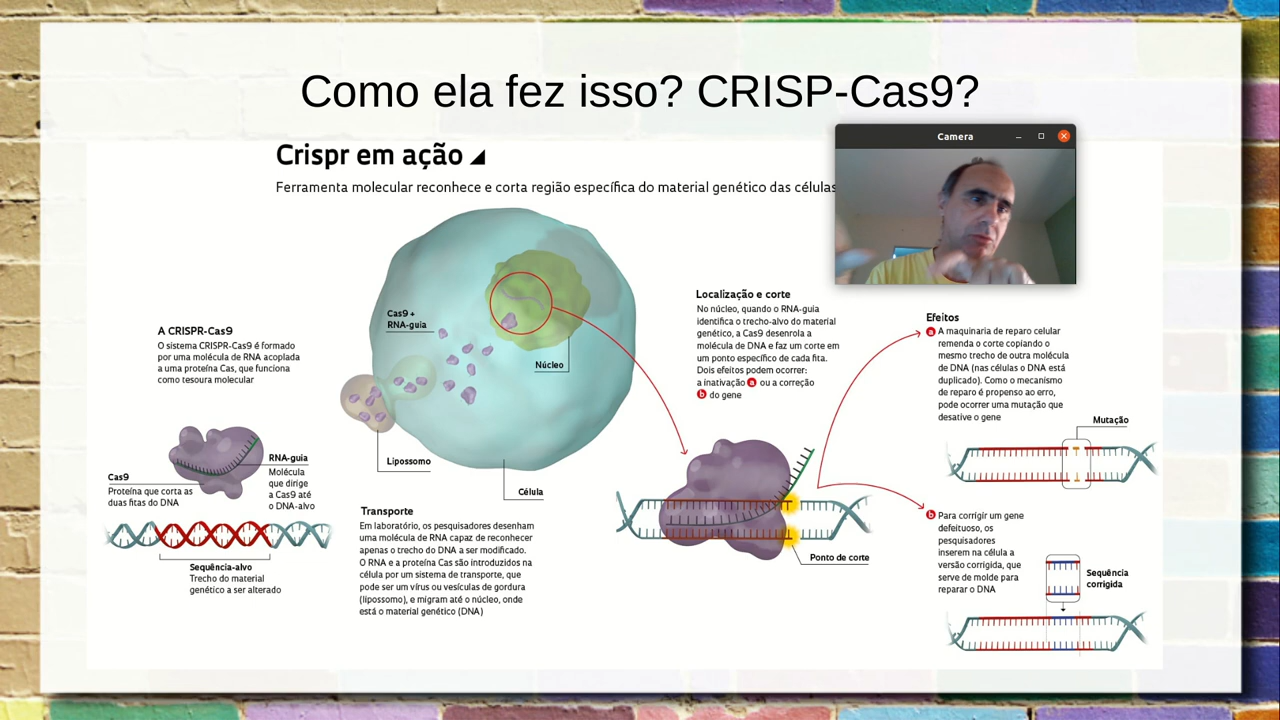 Como ela fez isso? CRISP-Cas9?
Camera
Crispr em ação
Ferramenta molecular reconhece e corta região específica do material genético das células
A CRISPR-Cas9
O sistema CRISPR-Cas9 é formado
por uma molécula de RNA acoplada
a uma proteína Cas, que funciona
como tesoura molecular
RNA-guia
Molécula
que dirige
a Cas9 até
o DNA-alvo
Cas9
Proteína que corta as
duas fitas do DNA
Sequência-alvo
Trecho do material
genético a ser alterado
Cas9 +
RNA-guia
Núcleo
Lipossomo
Célula
Transporte
Em laboratório, os pesquisadores desenham
uma molécula de RNA capaz de reconhecer
apenas o trecho do DNA a ser modificado.
O RNA e a proteína Cas são introduzidos na
célula por um sistema de transporte, que
pode ser um vírus ou vesículas de gordura
(lipossomo), e migram até o núcleo, onde
está o material genético (DNA)
Localização e corte
No núcleo, quando o RNA-guia
identifica o trecho-alvo do material
genético, a Cas9 desenrola a
molécula de DNA e faz um corte em
um ponto específico de cada fita.
Dois efeitos podem ocorrer:
a inativação a ou a correção
b do gene
Ponto de corte
Efeitos
a A maquinaria de reparo celular
remenda o corte copiando o
mesmo trecho de outra molécula
de DNA (nas células o DNA está
duplicado). Como o mecanismo
de reparo é propenso ao erro,
pode ocorrer uma mutação que
desative o gene
Mutação
b Para corrigir um gene
defeituoso, os
pesquisadores
inserem na célula a
versão corrigida, que
serve de molde para
reparar o DNA
Sequência
corrigida